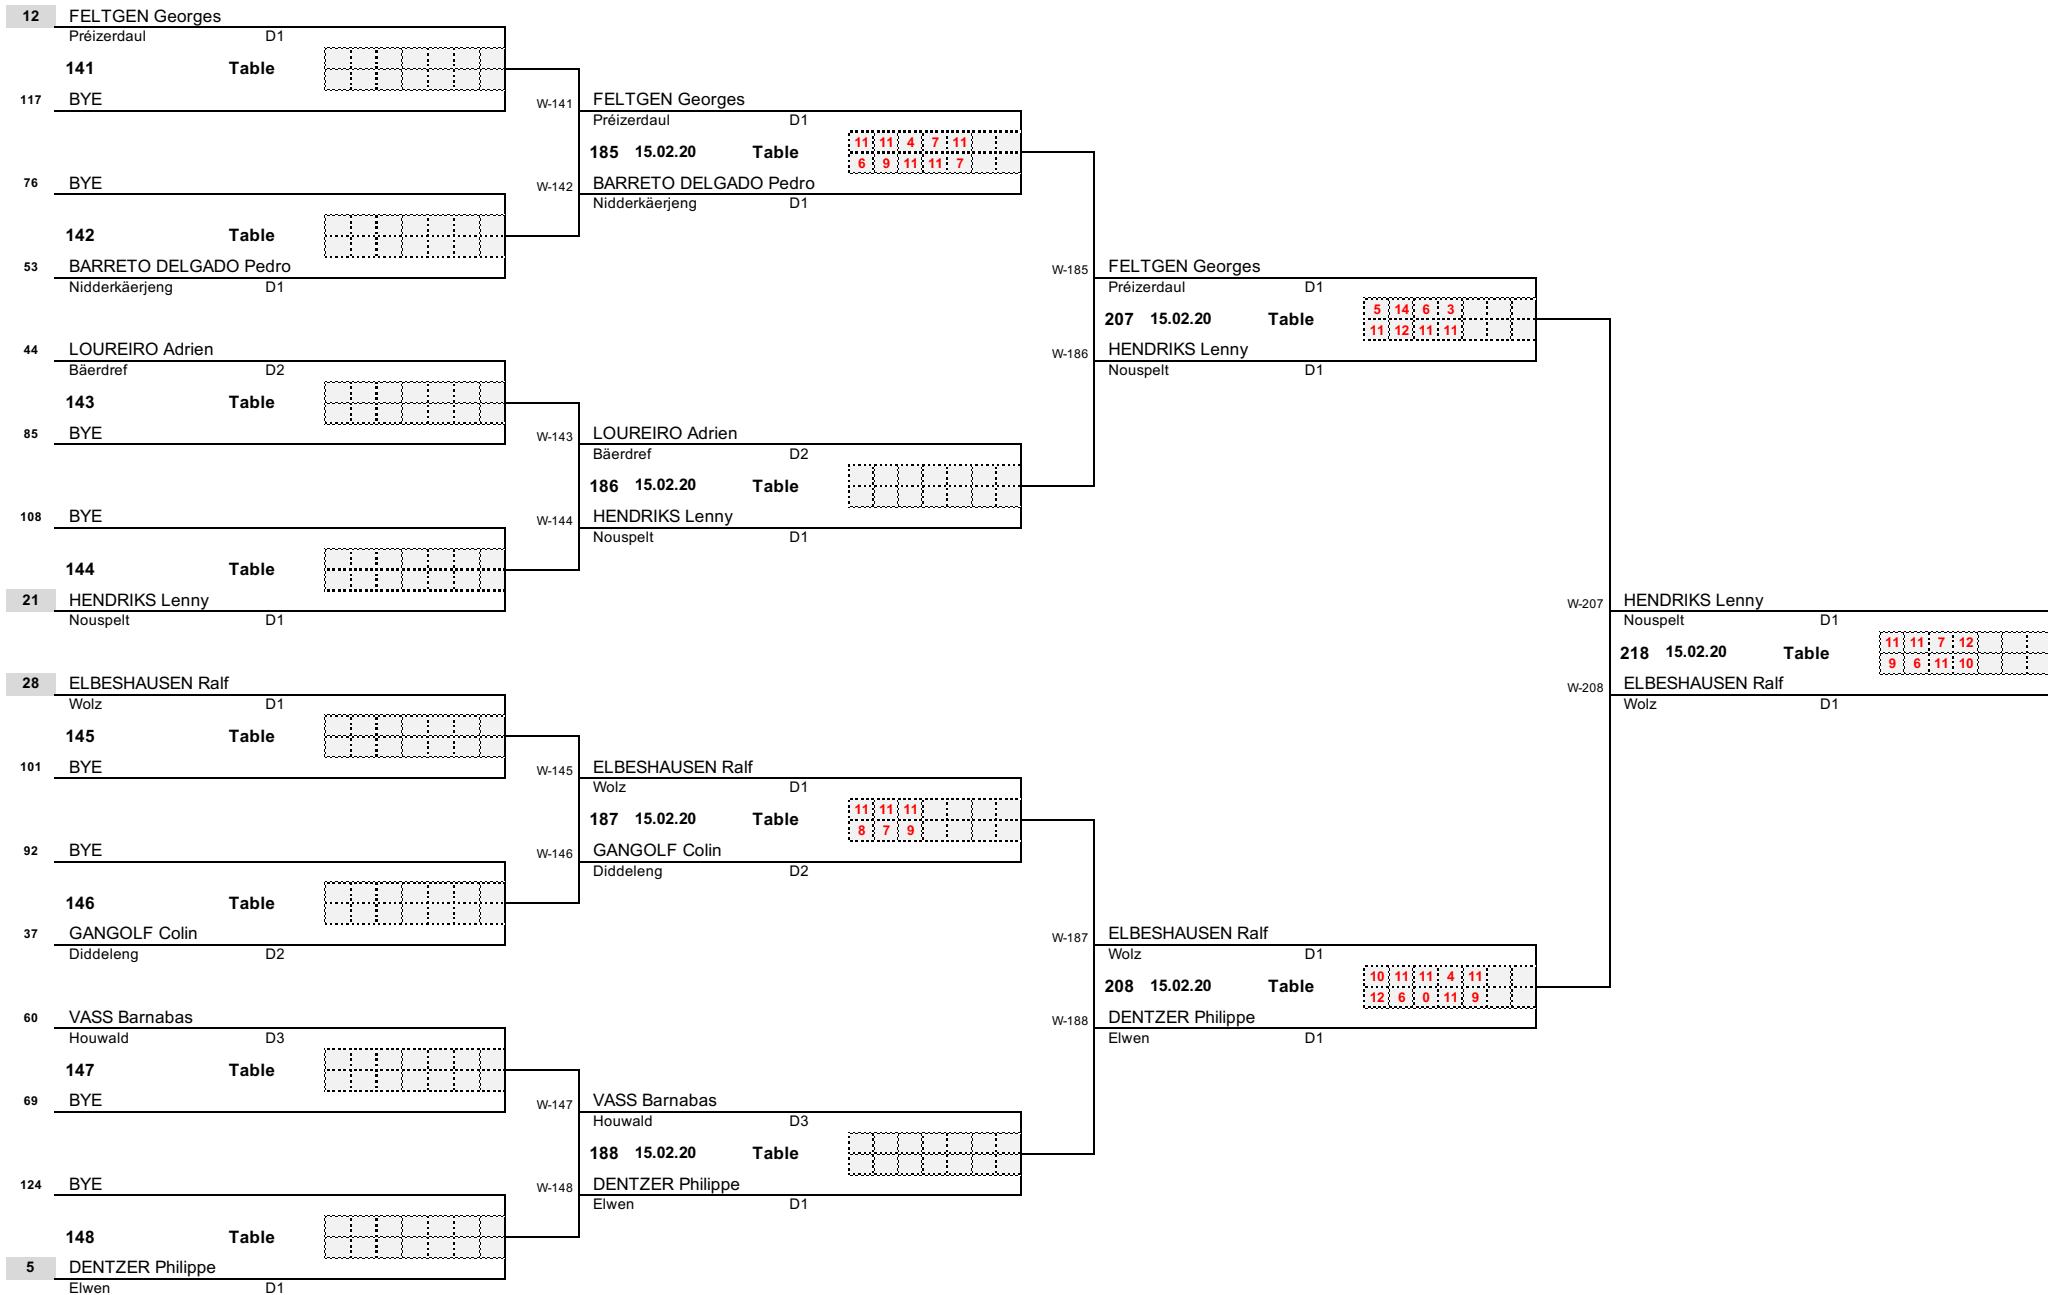 12 FELTGEN Georges
Préizerdaul D1
141 Table
117 BYE
76 BYE
142 Table
53 BARRETO DELGADO Pedro
Nidderkäerjeng D1
44 LOUREIRO Adrien
Bäerdref D2
143 Table
85 BYE
108 BYE
144 Table
21 HENDRIKS Lenny
Nouspelt D1
28 ELBESHAUSEN Ralf
Wolz D1
145 Table
101 BYE
92 BYE
146 Table
37 GANGOLF Colin
Diddeleng D2
60 VASS Barnabas
Houwald D3
147 Table
69 BYE
124 BYE
148 Table
5 DENTZER Philippe
Elwen D1
W-141 FELTGEN Georges
Préizerdaul D1
11 11 4 7 11
185 15.02.20 Table
6 9 11 11 7
W-142 BARRETO DELGADO Pedro
Nidderkäerjeng D1
W-143 LOUREIRO Adrien
Bäerdref D2
186 15.02.20 Table
W-144 HENDRIKS Lenny
Nouspelt D1
W-145 ELBESHAUSEN Ralf
Wolz D1
11 11 11
187 15.02.20 Table
8 7 9
W-146 GANGOLF Colin
Diddeleng D2
W-147 VASS Barnabas
Houwald D3
188 15.02.20 Table
W-148 DENTZER Philippe
Elwen D1
W-185 FELTGEN Georges
Préizerdaul D1
5 14 6 3
207 15.02.20 Table
11 12 11 11
W-186 HENDRIKS Lenny
Nouspelt D1
W-187 ELBESHAUSEN Ralf
Wolz D1
10 11 11 4 11
208 15.02.20 Table
12 6 0 11 9
W-188 DENTZER Philippe
Elwen D1
W-207 HENDRIKS Lenny
Nouspelt D1
11 11 7 12
218 15.02.20 Table
9 6 11 10
W-208 ELBESHAUSEN Ralf
Wolz D1